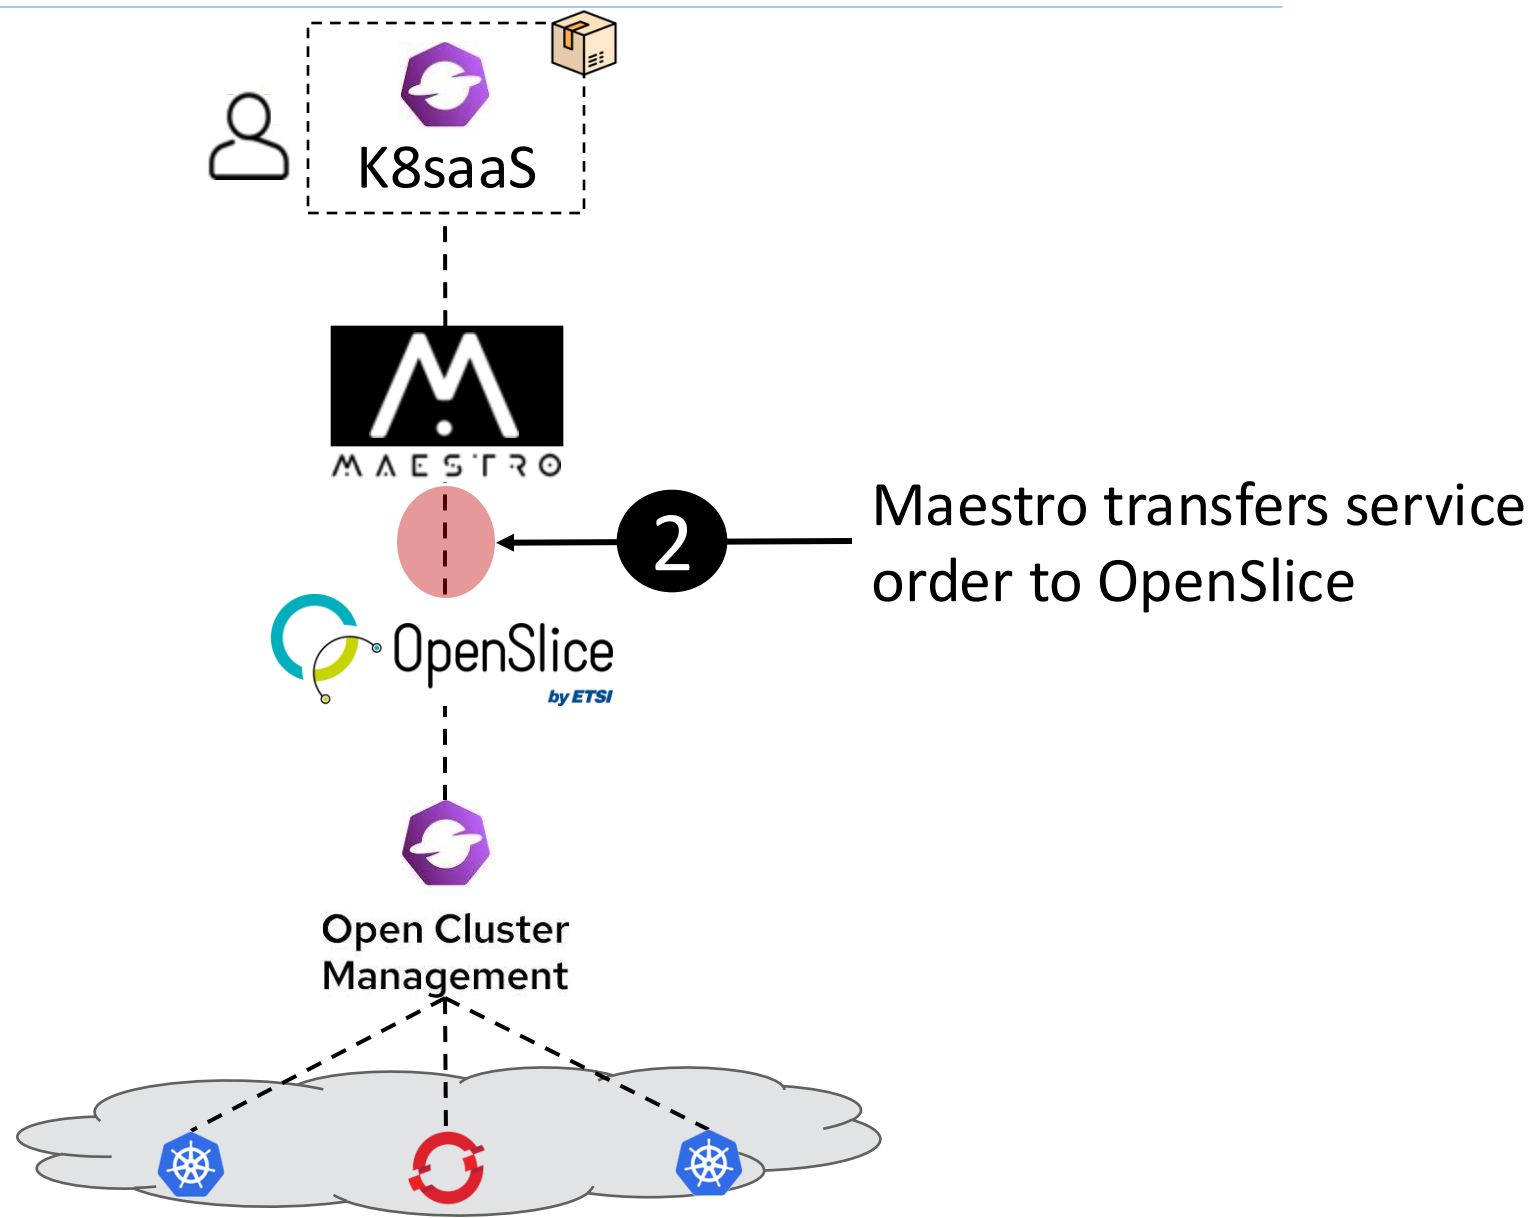 K8saaS
MAESTRO
2
Maestro transfers service
order to OpenSlice
OpenSlice
by ETSI
Open Cluster
Management